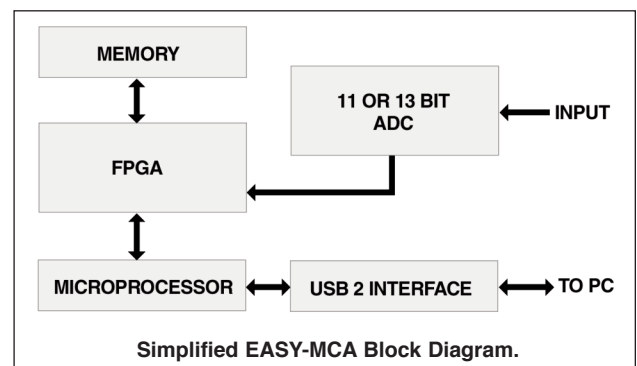 MEMORY
11 OR 13 BIT
ADC
INPUT
FPGA
MICROPROCESSOR
USB 2 INTERFACE
TO PC
Simplified EASY-MCA Block Diagram.